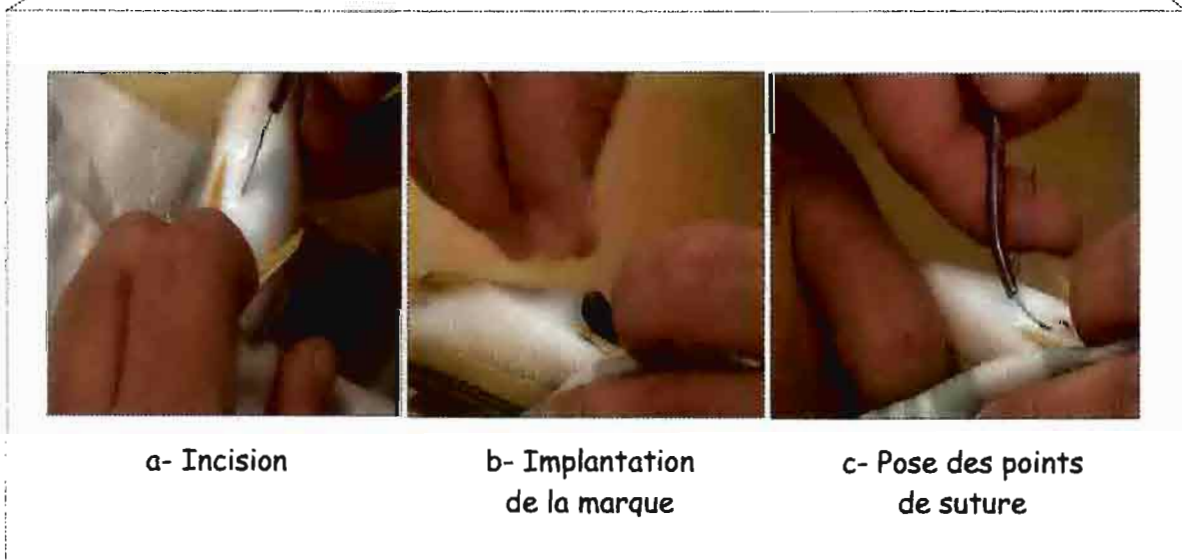 a- Incision
b- Implantation
de la marque
c- Pose des points
de suture